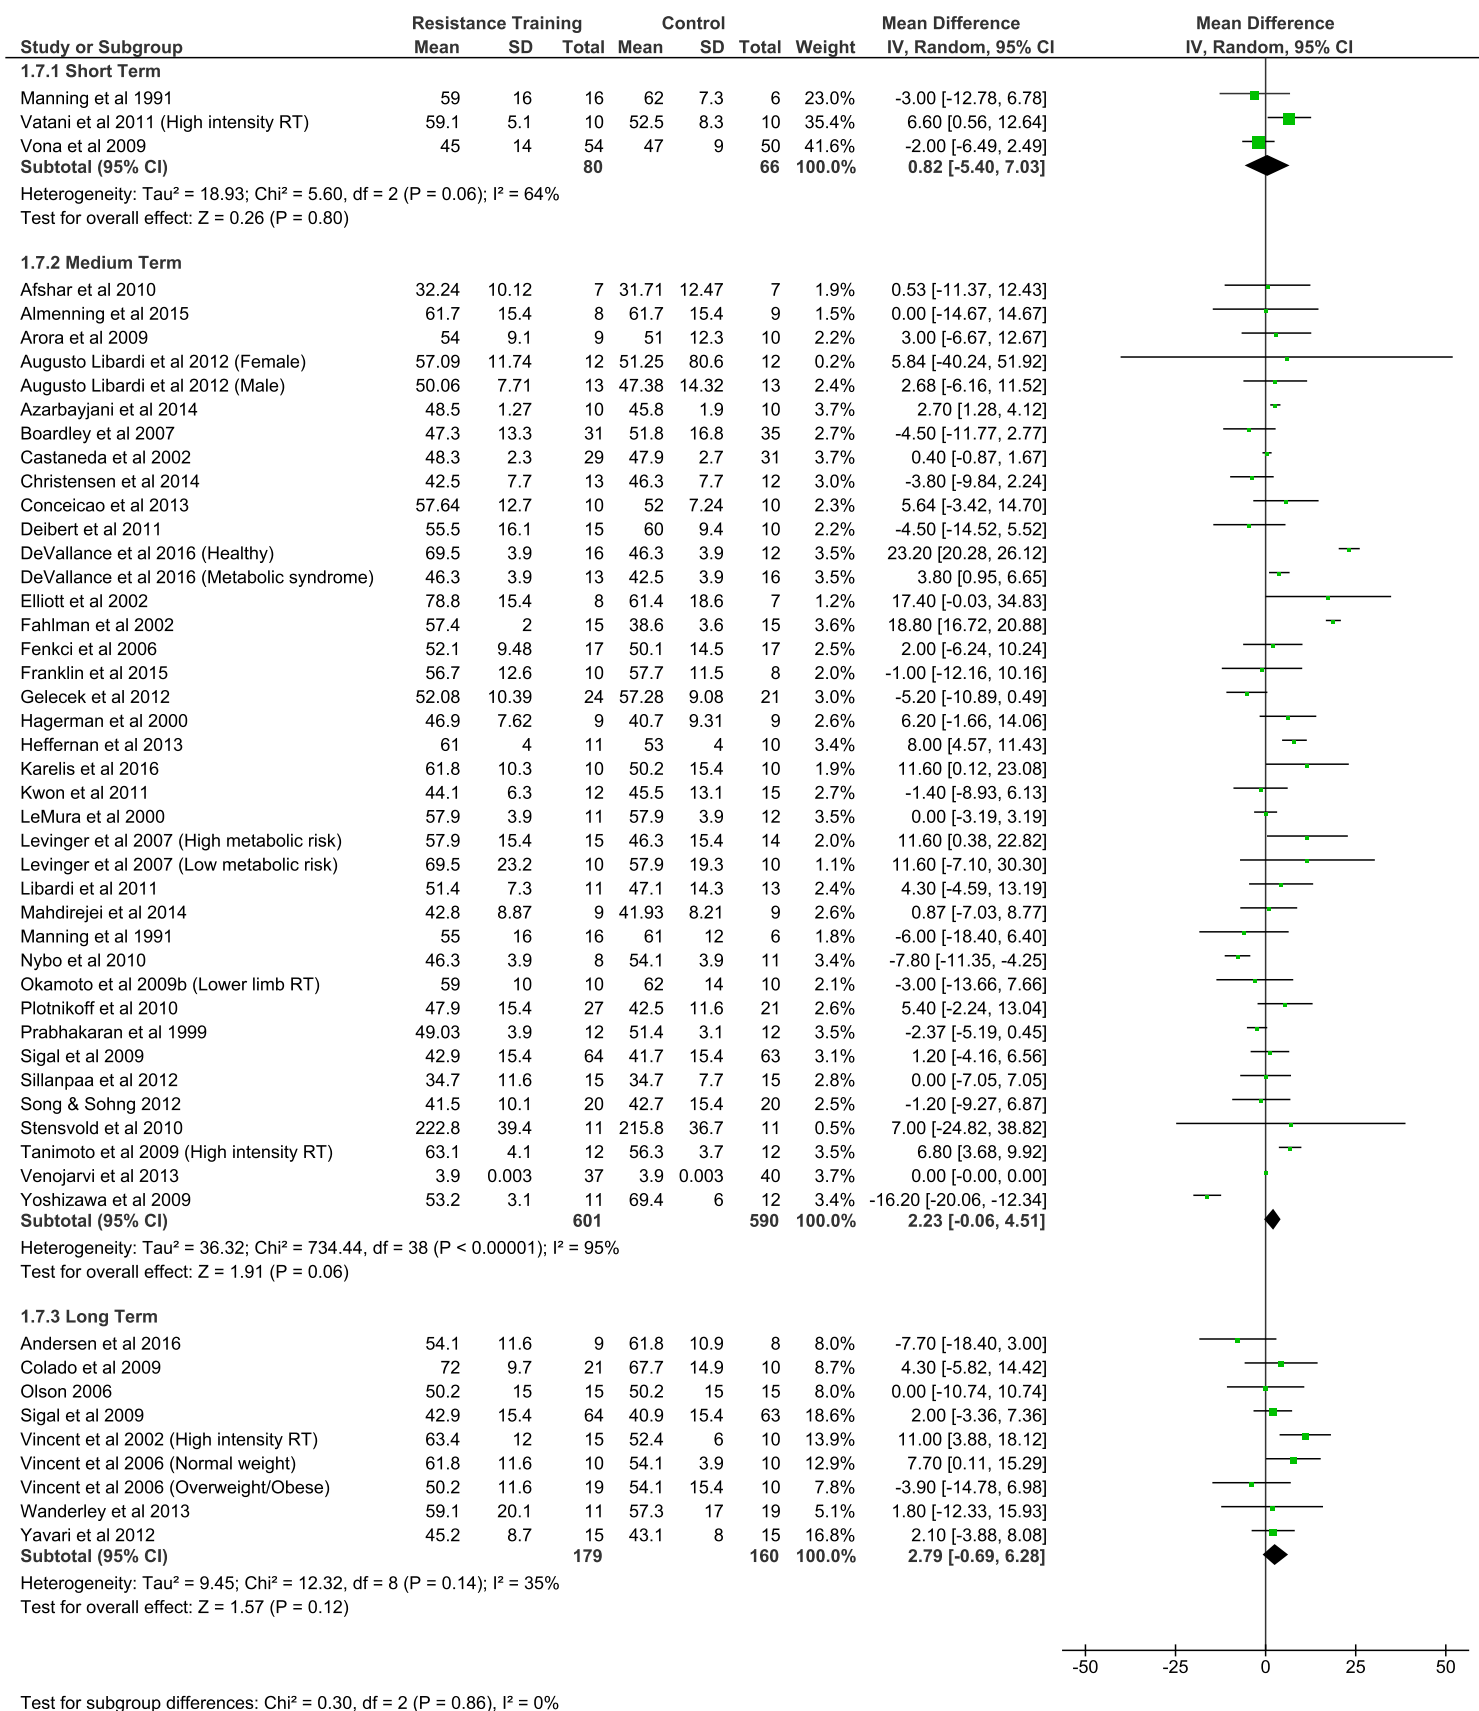 Resistance Training Control Mean Difference Mean Difference
Study or Subgroup Mean SD Total Mean SD Total Weight IV, Random, 95% CI IV, Random, 95% CI
1.7.1 Short Term
Manning et al 1991 59 16 16 62 7.3 6 23.0% -3.00 [-12.78, 6.78]
Vatani et al 2011 (High intensity RT) 59.1 5.1 10 52.5 8.3 10 35.4% 6.60 [0.56, 12.64]
Vona et al 2009 45 14 54 47 9 50 41.6% -2.00 [-6.49, 2.49]
Subtotal (95% CI) 80 66 100.0% 0.82 [-5.40, 7.03]
Heterogeneity: Tau² = 18.93; Chi² = 5.60, df = 2 (P = 0.06); I² = 64%
Test for overall effect: Z = 0.26 (P = 0.80)
1.7.2 Medium Term
Afshar et al 2010 32.24 10.12 7 31.71 12.47 7 1.9% 0.53 [-11.37, 12.43]
Almenning et al 2015 61.7 15.4 8 61.7 15.4 9 1.4% 0.00 [-14.67, 14.67]
Arora et al 2009 54 9.1 9 51 12.3 10 2.2% 3.00 [-6.67, 12.67]
Augusto Libardi et al 2012 (Female) 57.09 11.74 12 51.25 80.6 12 0.2% 5.84 [-40.24, 51.92]
Augusto Libardi et al 2012 (Male) 50.06 7.71 13 47.38 14.32 13 2.4% 2.68 [-6.16, 11.52]
Azarbayjani et al 2014 48.5 1.27 10 45.8 1.9 10 3.7% 2.70 [1.28, 4.12]
Boardley et al 2007 47.3 13.3 31 51.8 16.8 35 2.7% -4.50 [-11.77, 2.77]
Castaneda et al 2002 48.3 2.3 29 47.9 2.7 31 3.7% 0.40 [-0.87, 1.67]
Christensen et al 2014 42.5 7.7 13 46.3 7.7 12 3.0% -3.80 [-9.84, 2.24]
Conceicao et al 2013 57.64 12.7 10 52 7.24 10 2.3% 5.64 [-3.42, 14.70]
Deibert et al 2011 55.5 16.1 15 60 9.4 10 2.2% -4.50 [-14.52, 5.52]
DeVallance et al 2016 (Healthy) 69.5 3.9 16 46.3 3.9 12 3.5% 23.20 [20.28, 26.12]
DeVallance et al 2016 (Metabolic syndrome) 46.3 3.9 13 42.5 3.9 16 3.5% 3.80 [0.95, 6.65]
Elliott et al 2002 78.8 15.4 8 61.4 18.6 7 1.2% 17.40 [-0.03, 34.83]
Fahlman et al 2002 57.4 2 15 38.6 3.6 15 3.6% 18.80 [16.72, 20.88]
Fenkci et al 2006 52.1 9.48 17 50.1 14.5 17 2.5% 2.00 [-6.24, 10.24]
Franklin et al 2015 56.7 12.6 10 57.7 11.5 8 2.0% -1.00 [-12.16, 10.16]
Gelecek et al 2012 52.08 10.39 24 57.28 9.08 21 3.0% -5.20 [-10.89, 0.49]
Hagerman et al 2000 46.9 7.62 9 40.7 9.31 9 2.6% 6.20 [-1.66, 14.06]
Heffernan et al 2013 61 4 11 53 4 10 3.4% 8.00 [4.57, 11.43]
Karelis et al 2016 61.8 10.3 10 50.2 15.4 10 1.9% 11.60 [0.12, 23.08]
Kwon et al 2011 44.1 6.3 12 45.5 13.1 15 2.7% -1.40 [-8.93, 6.13]
LeMura et al 2000 57.9 3.9 11 57.9 3.9 12 3.5% 0.00 [-3.19, 3.19]
Levinger et al 2007 (High metabolic risk) 57.9 15.4 15 46.3 15.4 14 2.0% 11.60 [0.38, 22.82]
Levinger et al 2007 (Low metabolic risk) 69.5 23.2 10 57.9 19.3 10 1.1% 11.60 [-7.10, 30.30]
Libardi et al 2011 51.4 7.3 11 47.1 14.3 13 2.4% 4.30 [-4.59, 13.19]
Mahdirejei et al 2014 42.8 8.87 9 41.93 8.21 9 2.6% 0.87 [-7.03, 8.77]
Manning et al 1991 55 16 16 61 12 6 1.8% -6.00 [-18.40, 6.40]
Nybo et al 2010 46.3 3.9 8 54.1 3.9 11 3.4% -7.80 [-11.35, -4.25]
Okamoto et al 2009b (Lower limb RT) 59 10 10 62 14 10 2.1% -3.00 [-13.66, 7.66]
Plotnikoff et al 2010 47.9 15.4 27 42.5 11.6 21 2.6% 5.40 [-2.24, 13.04]
Prabhakaran et al 1999 49.03 3.9 12 51.4 3.1 12 3.5% -2.37 [-5.19, 0.45]
Sigal et al 2009 42.9 15.4 64 41.7 15.4 63 3.1% 1.20 [-4.16, 6.56]
Sillanpaa et al 2012 34.7 11.6 15 34.7 7.7 15 2.8% 0.00 [-7.05, 7.05]
Song & Sohng 2012 41.5 10.1 20 42.7 15.4 20 2.5% -1.20 [-9.27, 6.87]
Stensvold et al 2010 222.8 39.4 11 215.8 36.7 11 0.5% 7.00 [-24.82, 38.82]
Tanimoto et al 2009 (High intensity RT) 63.1 4.1 12 56.3 3.7 12 3.5% 6.80 [3.68, 9.92]
Venojarvi et al 2013 3.9 0.003 37 3.9 0.003 40 3.7% 0.00 [-0.00, 0.00]
Yoshizawa et al 2009 53.2 3.1 11 69.4 6 12 3.4% -16.20 [-20.06, -12.34]
Subtotal (95% CI) 601 590 100.0% 2.23 [-0.06, 4.51]
Heterogeneity: Tau² = 36.32; Chi² = 734.44, df = 38 (P < 0.00001); I² = 95%
Test for overall effect: Z = 1.91 (P = 0.06)
1.7.3 Long Term
Andersen et al 2016 54.1 11.6 9 61.8 10.9 8 8.0% -7.70 [-18.40, 3.00]
Colado et al 2009 72 9.7 21 67.7 14.9 10 8.7% 4.30 [-5.82, 14.42]
Olson 2006 50.2 15 15 50.2 15 15 8.0% 0.00 [-10.74, 10.74]
Sigal et al 2009 42.9 15.4 64 40.9 15.4 63 18.6% 2.00 [-3.36, 7.36]
Vincent et al 2002 (High intensity RT) 63.4 12 15 52.4 6 10 13.9% 11.00 [3.88, 18.12]
Vincent et al 2006 (Normal weight) 61.8 11.6 10 54.1 3.9 10 12.9% 7.70 [0.11, 15.29]
Vincent et al 2006 (Overweight/Obese) 50.2 11.6 19 54.1 15.4 10 7.8% -3.90 [-14.78, 6.98]
Wanderley et al 2013 59.1 20.1 11 57.3 17 19 5.1% 1.80 [-12.33, 15.93]
Yavari et al 2012 45.2 8.7 15 43.1 8 15 16.8% 2.10 [-3.88, 8.08]
Subtotal (95% CI) 179 160 100.0% 2.79 [-0.69, 6.28]
Heterogeneity: Tau² = 9.45; Chi² = 12.32, df = 8 (P = 0.14); I² = 35%
Test for overall effect: Z = 1.57 (P = 0.12)
-50 -25 0 25 50
Test for subgroup differences: Chi² = 0.30, df = 2 (P = 0.86), I² = 0%